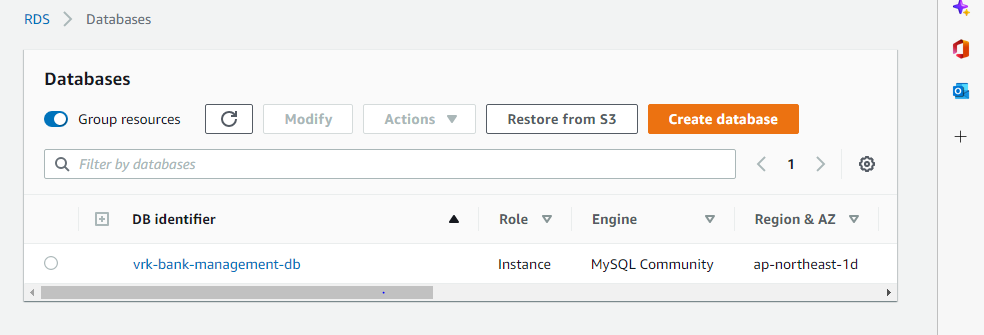 RDS > Databases
Databases
Group resources Modify Actions Restore from S3 Create database
Filter by databases 1
DB identifier Role Engine Region & AZ
vrk-bank-management-db Instance MySQL Community ap-northeast-1d